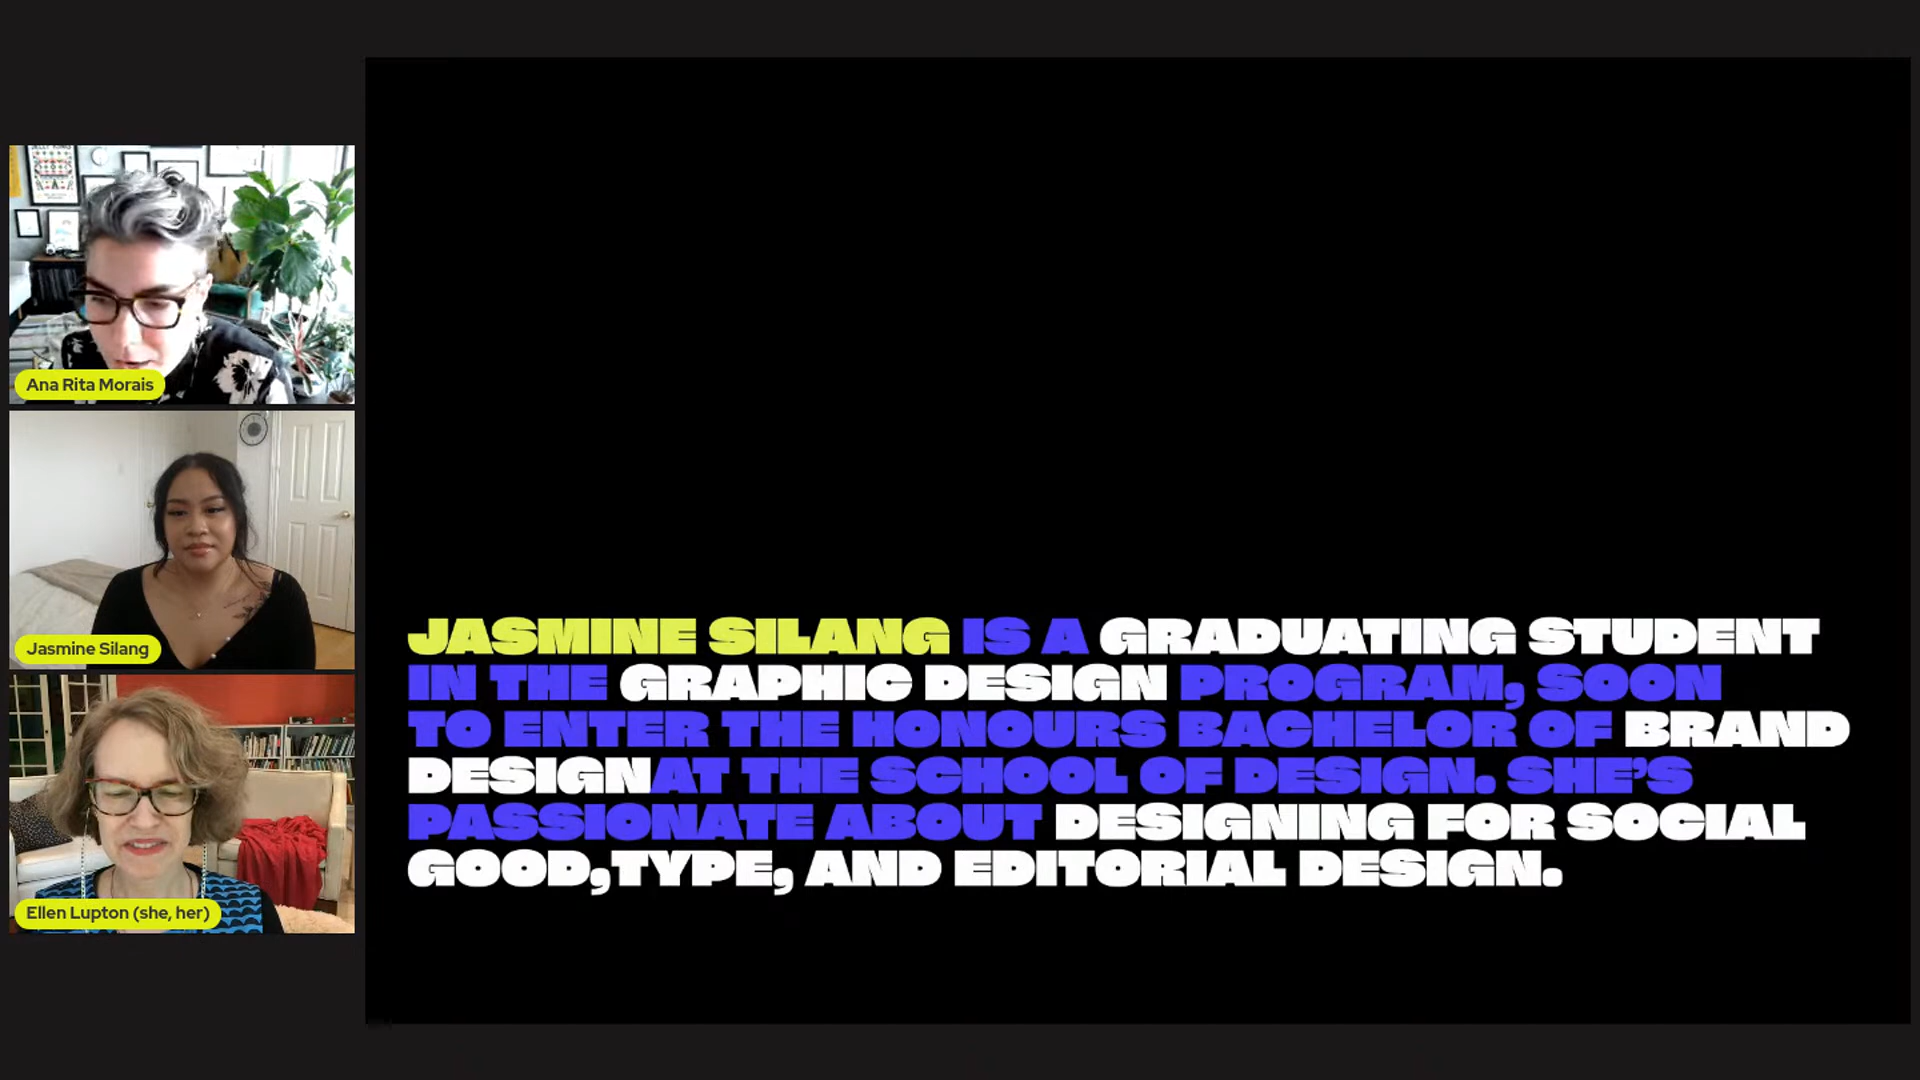 Ana Rita Morais
Jasmine Silang
Ellen Lupton (she, her)
JASMINE SILANG IS A GRADUATING STUDENT
IN THE GRAPHIC DESIGN PROGRAM, SOON
TO ENTER THE HONOURS BACHELOR OF BRAND
DESIGNAT THE SCHOOL OF DESIGN. SHE’S
PASSIONATE ABOUT DESIGNING FOR SOCIAL
GOOD,TYPE, AND EDITORIAL DESIGN.